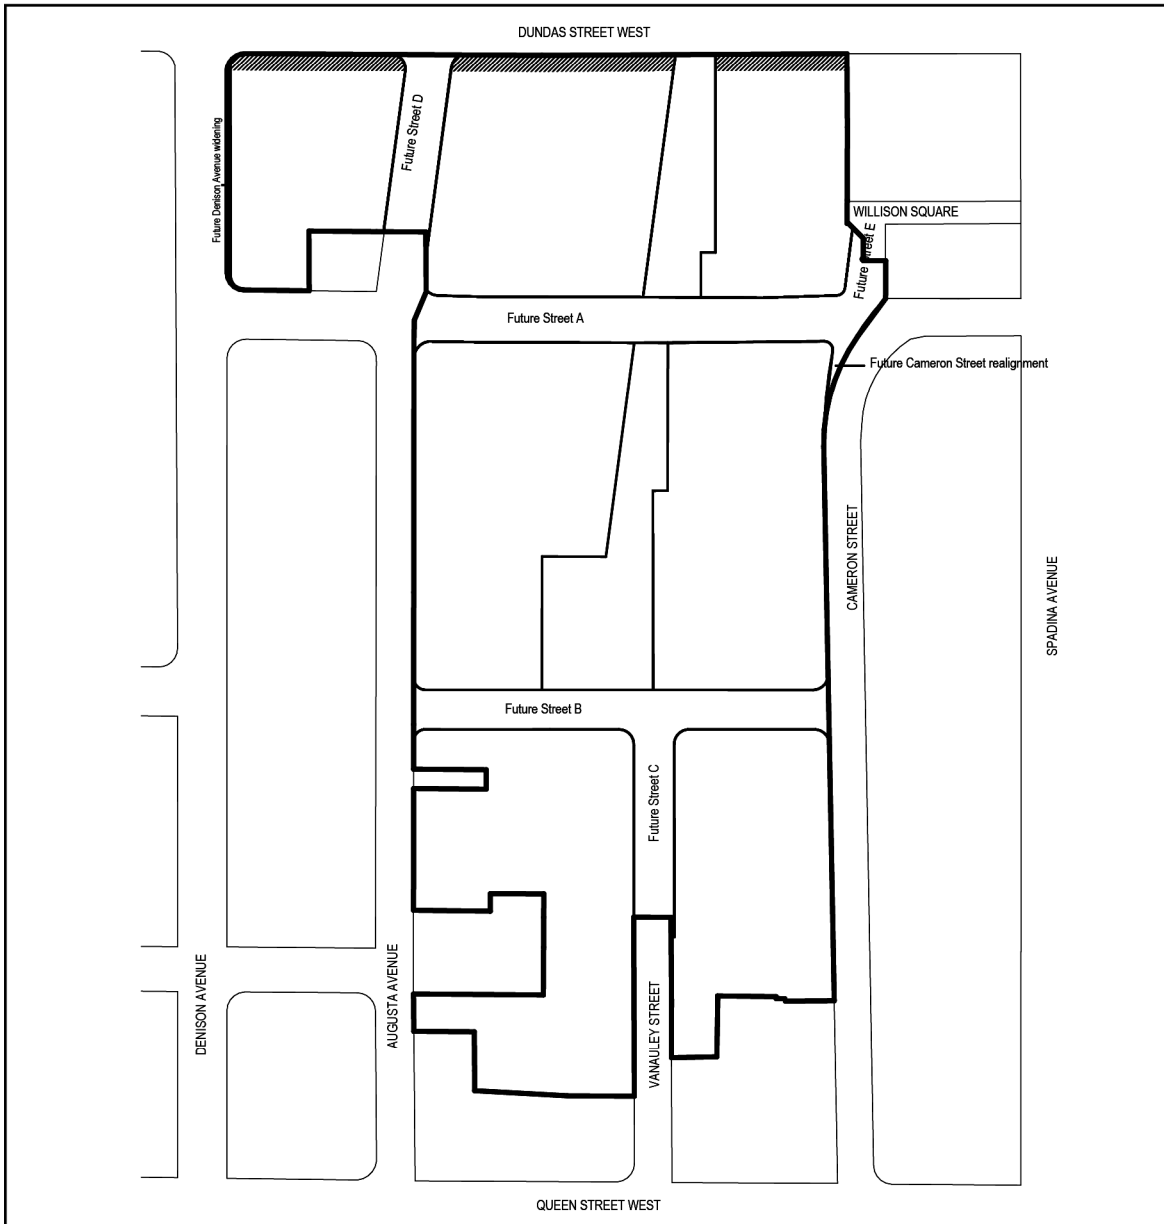 DUNDAS STREET WEST
Future Denison Avenue widening
Future Street D
WILLISON SQUARE
Future Street E
Future Street A
Future Cameron Street realignment
CAMERON STREET
SPADINA AVENUE
Future Street B
Future Street C
DENISON AVENUE
AUGUSTA AVENUE
VANAULEY STREET
QUEEN STREET WEST